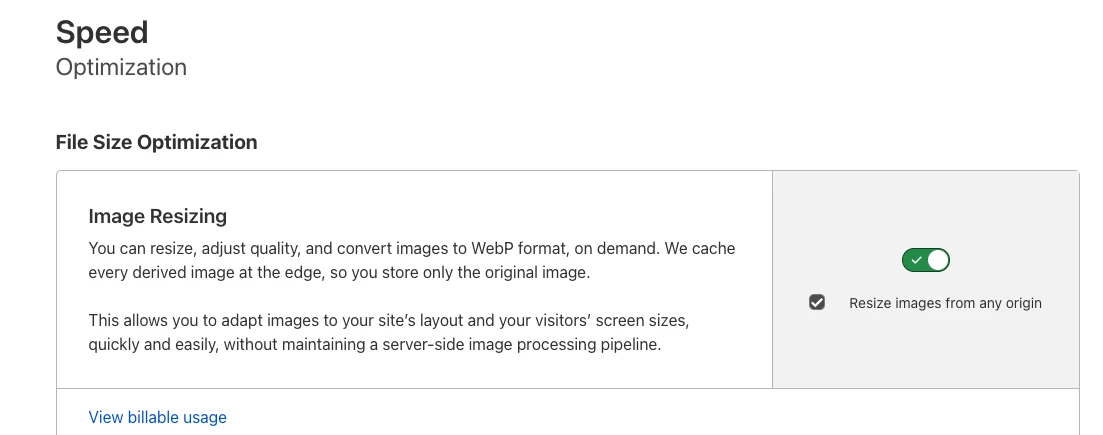 Speed
Optimization
File Size Optimization
Image Resizing
You can resize, adjust quality, and convert images to WebP format, on demand. We cache
every derived image at the edge, so you store only the original image.
This allows you to adapt images to your site’s layout and your visitors’ screen sizes,
quickly and easily, without maintaining a server-side image processing pipeline.
Resize images from any origin
View billable usage